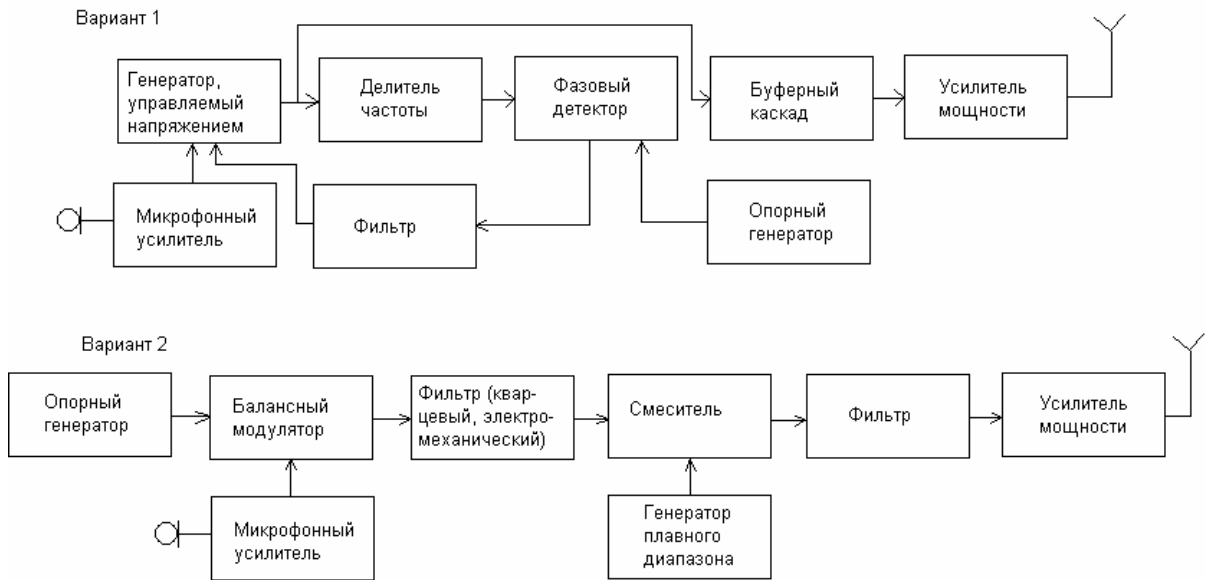 Вариант 1
Генератор,
управляемый
напряжением
Делитель
частоты
Фазовый
детектор
Буферный
каскад
Усилитель
мощности
Микрофонный
усилитель
Фильтр
Опорный
генератор
Вариант 2
Опорный
генератор
Балансный
модулятор
Фильтр (квар-
цевый, электро-
механический)
Смеситель
Фильтр
Усилитель
мощности
Микрофонный
усилитель
Генератор
плавного
диапазона